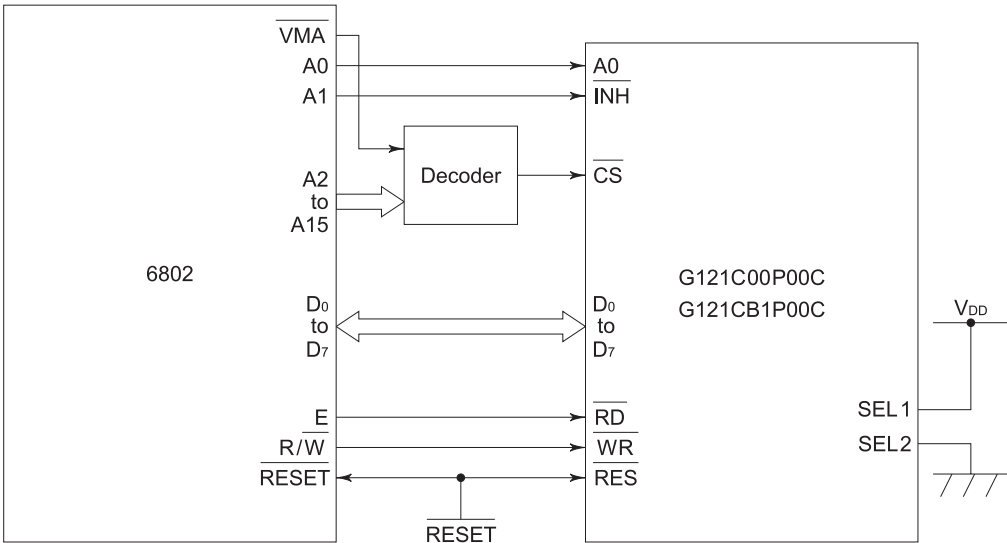 VMA
A0
A1
A2
to
A15
D0
to
D7
E
R/W
RESET
6802
Decoder
RESET
A0
INH
CS
D0
to
D7
RD
WR
RES
G121C00P00C
G121CB1P00C
SEL1
SEL2
VDD